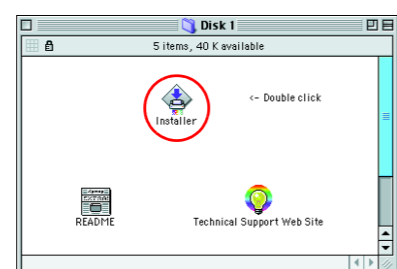 Disk 1
5 items, 40 K available
<- Double click
Installer
README
Technical Support Web Site